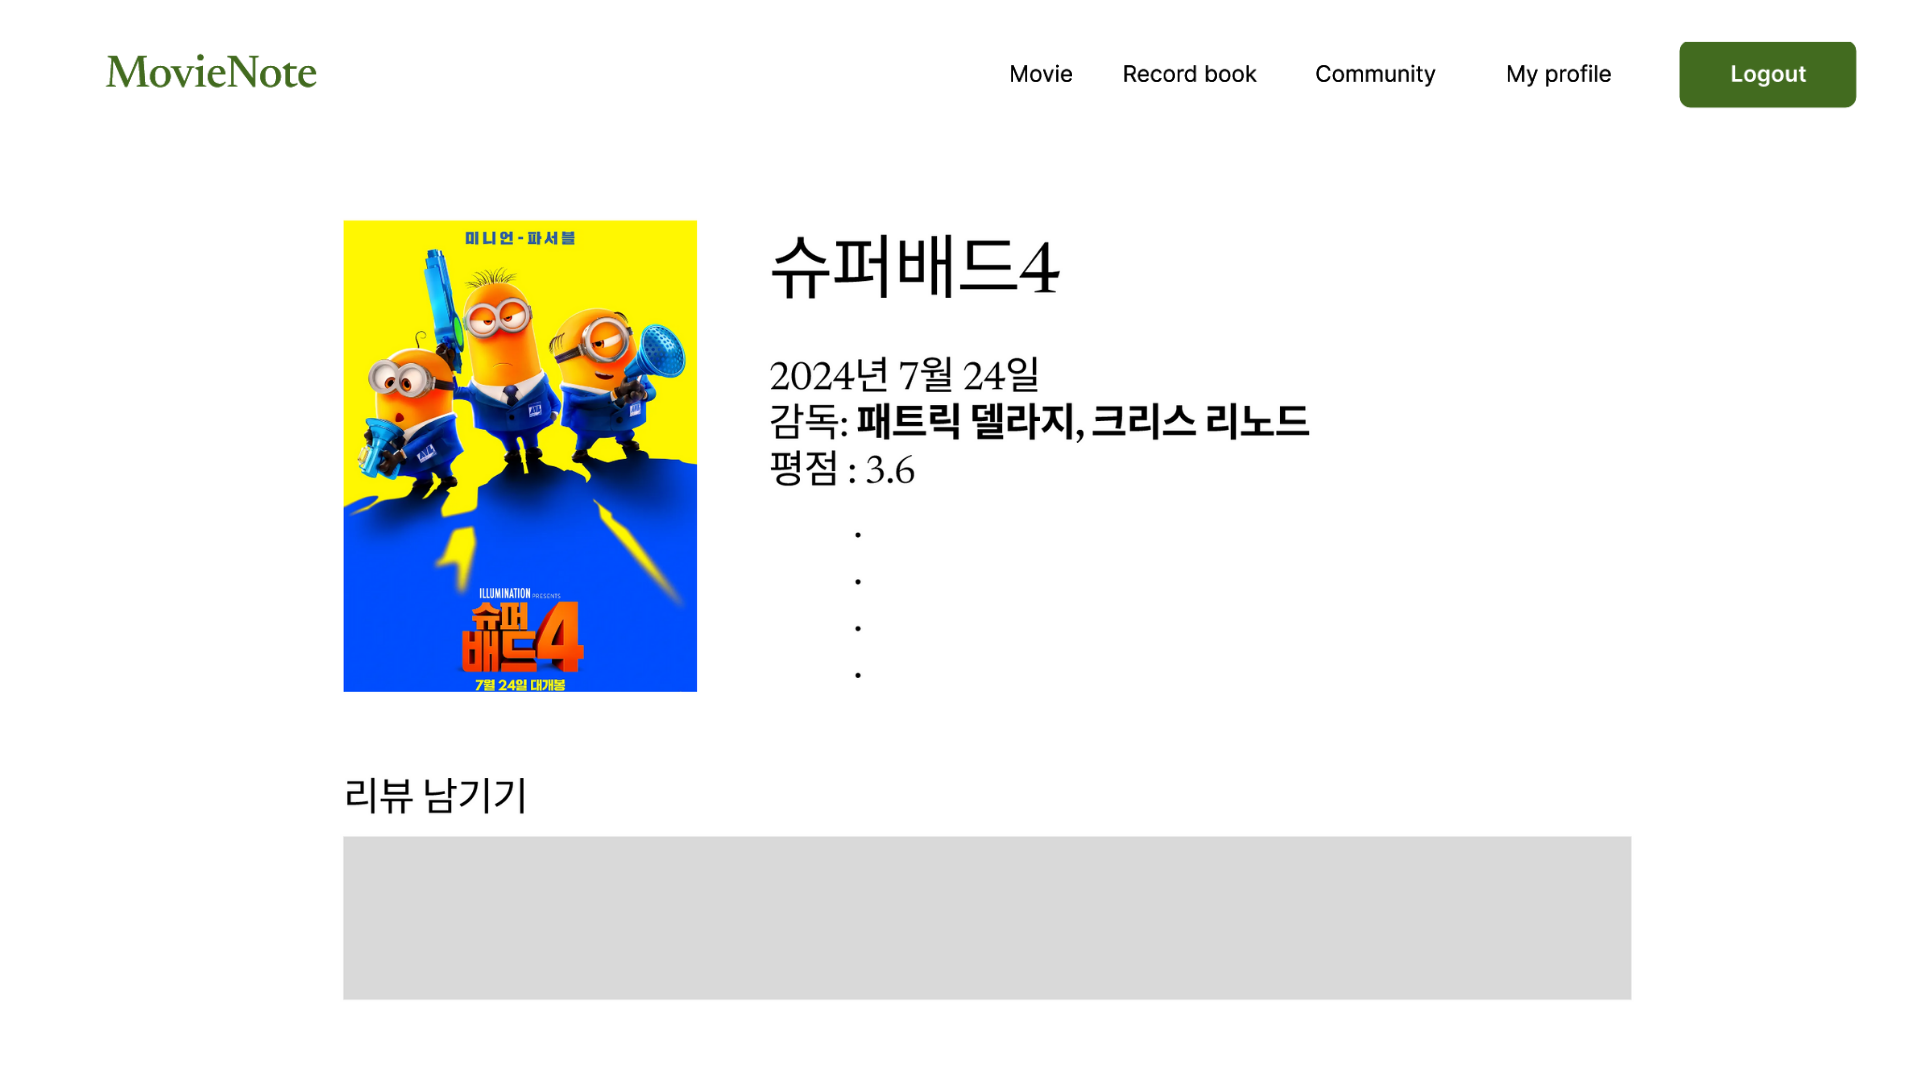 MovieNote
Movie
Record book
Community
My profile
Logout
미니언-파서블
ILLUMINATION PRESENTS
슈퍼
배드4
7월 24일 대개봉
슈퍼배드4
2024년 7월 24일
감독: 패트릭 델라지, 크리스 리노드
평점 : 3.6
·
·
·
·
리뷰 남기기